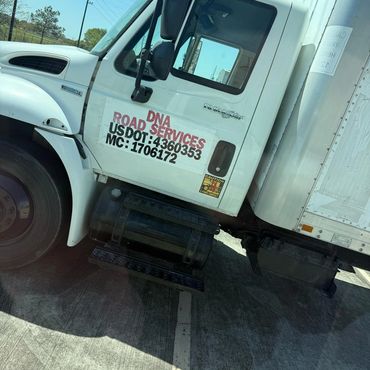 DNA
ROAD SERVICES
USDOT: 4360353
MC: 1706172